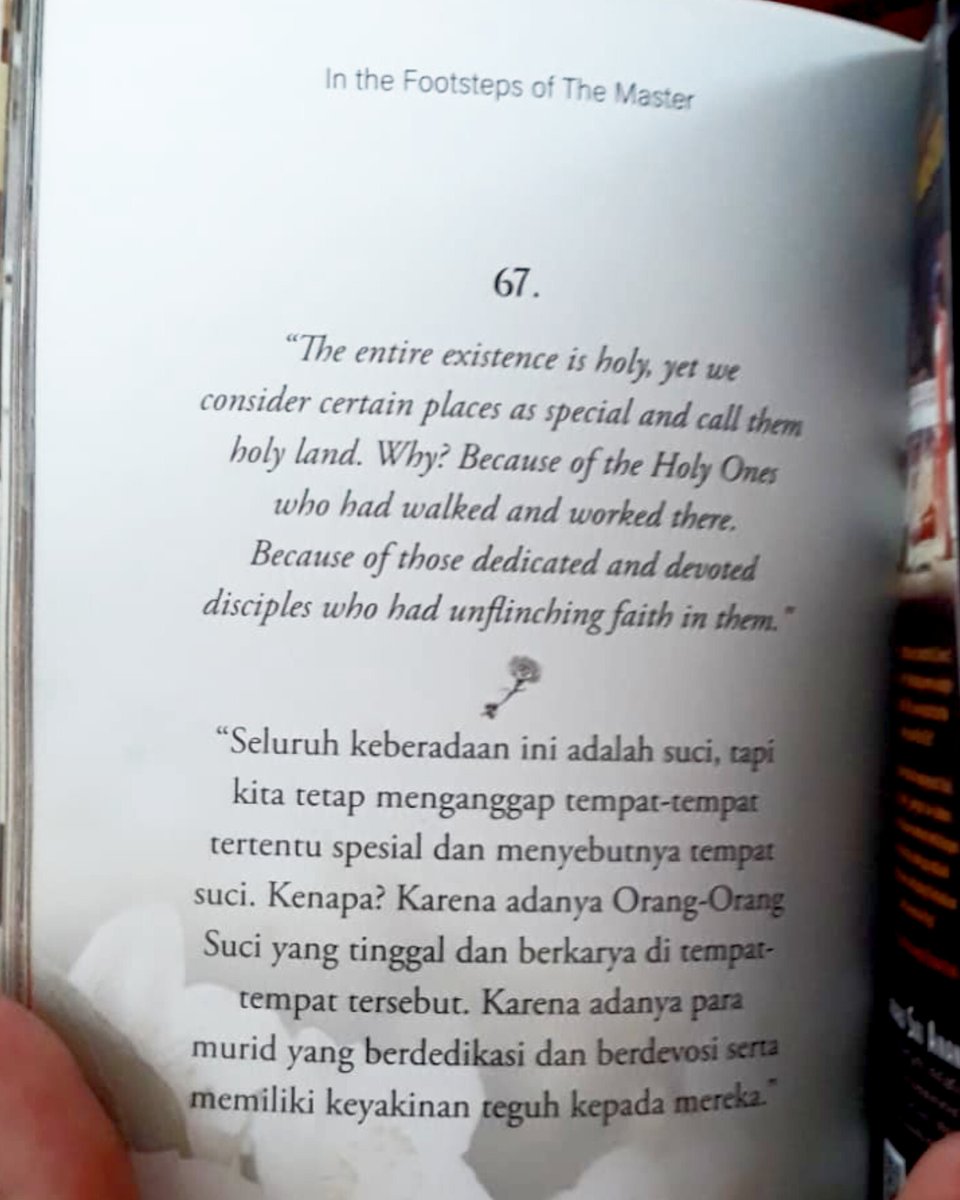 In the Footsteps of The Master
67.
“The entire existence is holy, yet we
consider certain places as special and call them
holy land. Why? Because of the Holy Ones
who had walked and worked there.
Because of those dedicated and devoted
disciples who had unflinching faith in them."
“Seluruh keberadaan ini adalah suci, tapi
kita tetap menganggap tempat-tempat
tertentu spesial dan menyebutnya tempat
suci. Kenapa? Karena adanya Orang-Orang
Suci yang tinggal dan berkarya di tempat-
tempat tersebut. Karena adanya para
murid yang berdedikasi dan berdevosi serta
memiliki keyakinan teguh kepada mereka."